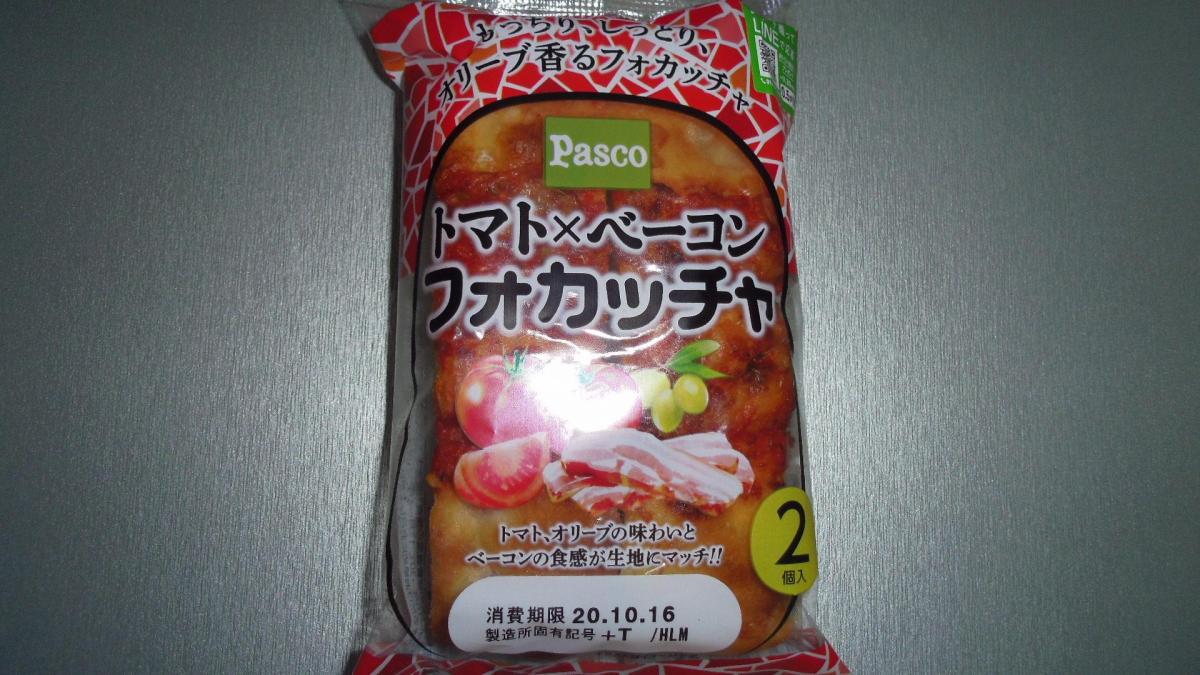 もっちり、しっとり、
オリーブ香るフォカッチャ
LINE
Pasco
トマト×ベーコン
フォカッチャ
トマト、オリーブの味わいと
ベーコンの食感が生地にマッチ!!
2
個入
消費期限 20.10.16
製造所固有記号 +T /HLM